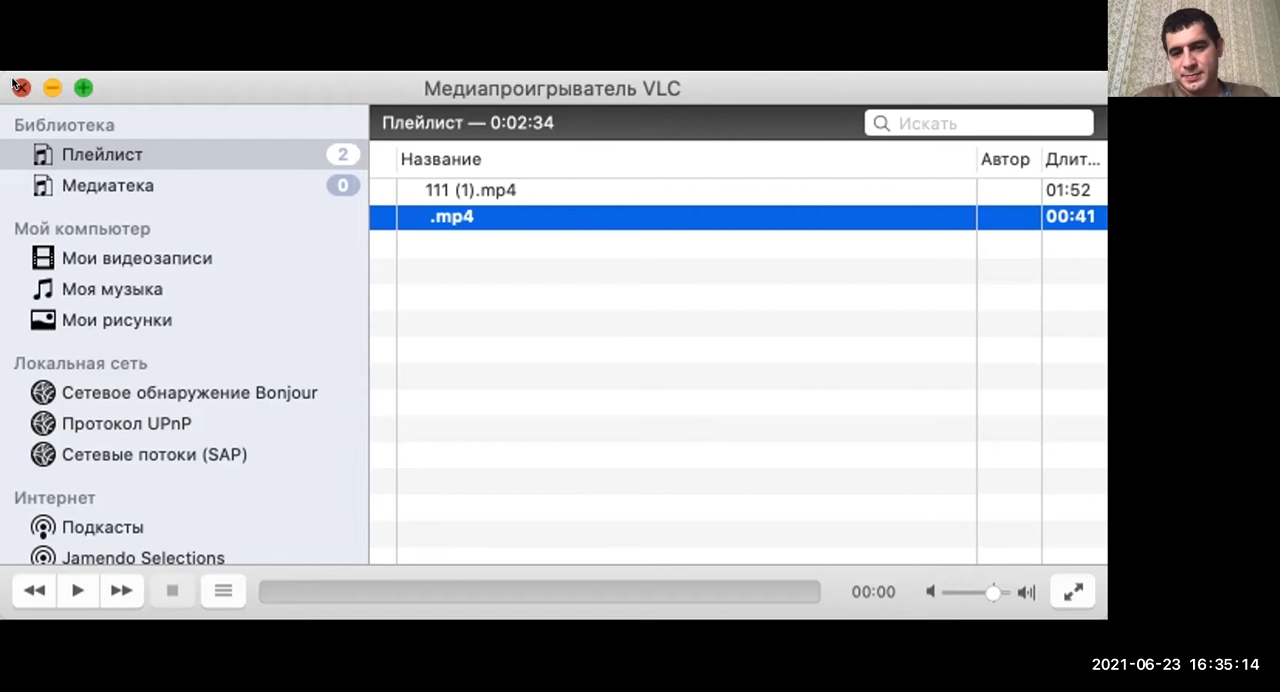 Медиапроигрыватель VLC
Библиотека
Плейлист 2
Медиатека 0
Мой компьютер
Мои видеозаписи
Моя музыка
Мои рисунки
Локальная сеть
Сетевое обнаружение Bonjour
Протокол UPnP
Сетевые потоки (SAP)
Интернет
Подкасты
Jamendo Selections
Плейлист — 0:02:34
Искать
Название Автор Длит...
111 (1).mp4 01:52
.mp4 00:41
00:00
2021-06-23 16:35:14